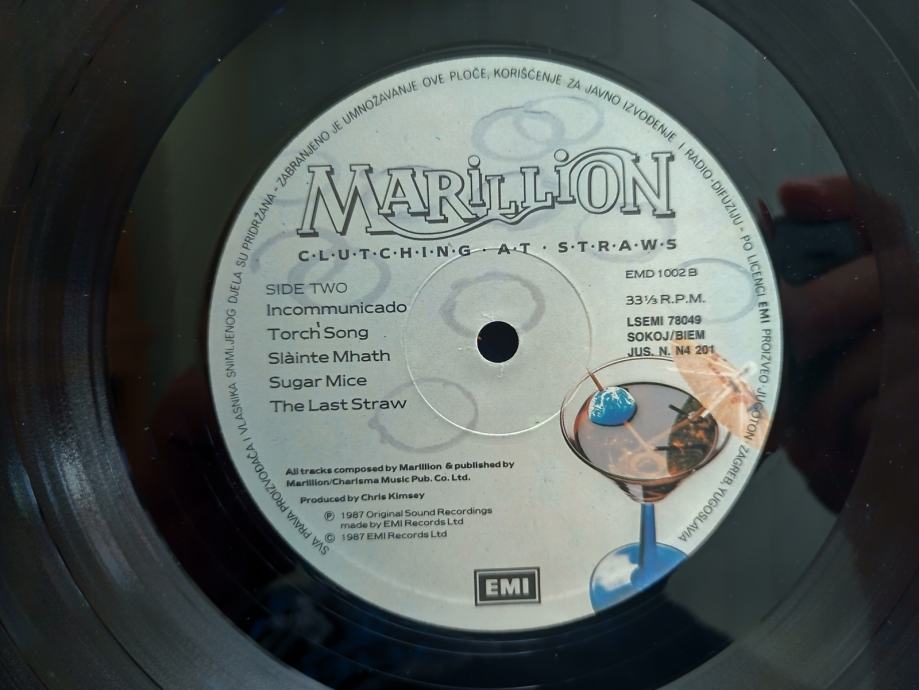 SVA PRAVA PROIZVOĐAČA I VLASNIKA SNIMLJENOG DJELA SU PRIDRŽANA - ZABRANJENO JE UMNOŽAVANJE OVE PLOČE, KORIŠĆENJE ZA JAVNO IZVOĐENJE I RADIO-DIFUZIJU - PO LICENCI EMI PROIZVEO JUGOTON ZAGREB, YUGOSLAVIA
MARiLLiON
C·L·U·T·C·H·I·N·G · A·T · S·T·R·A·W·S
EMD 1002 B
SIDE TWO
33⅓ R.P.M.
Incommunicado
LSEMI 78049
Torch Song
SOKOJ/BIEM
JUS. N. N4 201
Slàinte Mhath
Sugar Mice
The Last Straw
All tracks composed by Marillion & published by
Marillion/Charisma Music Pub. Co. Ltd.
Produced by Chris Kimsey
℗ 1987 Original Sound Recordings
made by EMI Records Ltd
© 1987 EMI Records Ltd
EMI